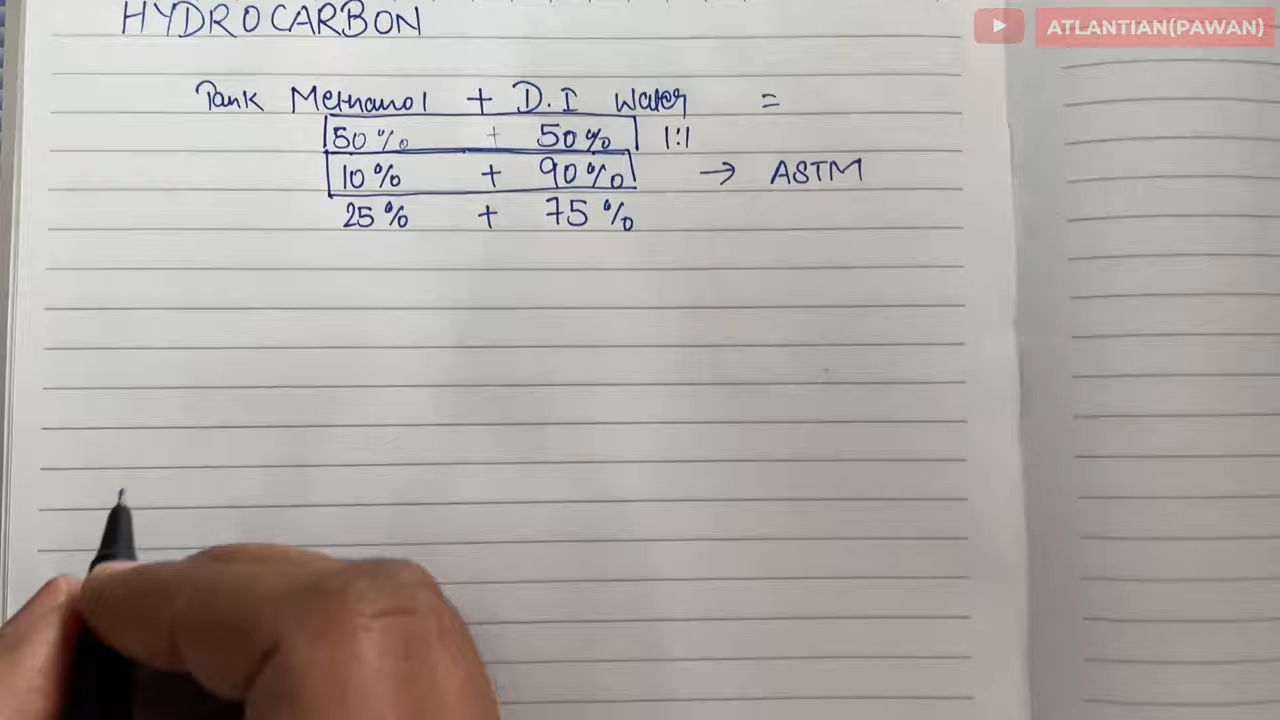 HYDROCARBON
ATLANTIAN(PAWAN)
Tank Methanol + D.I Water =
50% + 50% 1:1
10% + 90% → ASTM
25% + 75%